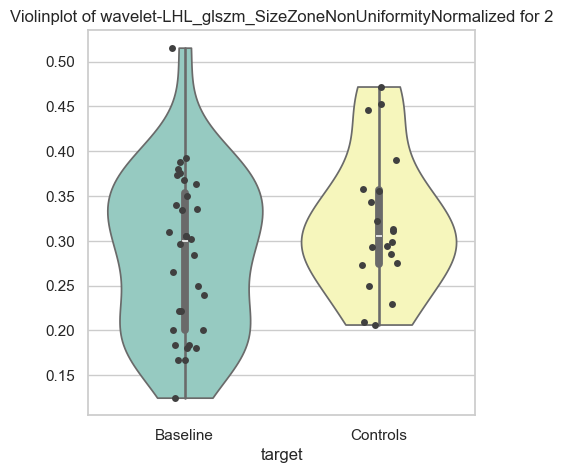 Violinplot of wavelet-LHL_glszm_SizeZoneNonUniformityNormalized for 2
0.50
0.45
0.40
0.35
0.30
0.25
0.20
0.15
Baseline
Controls
target